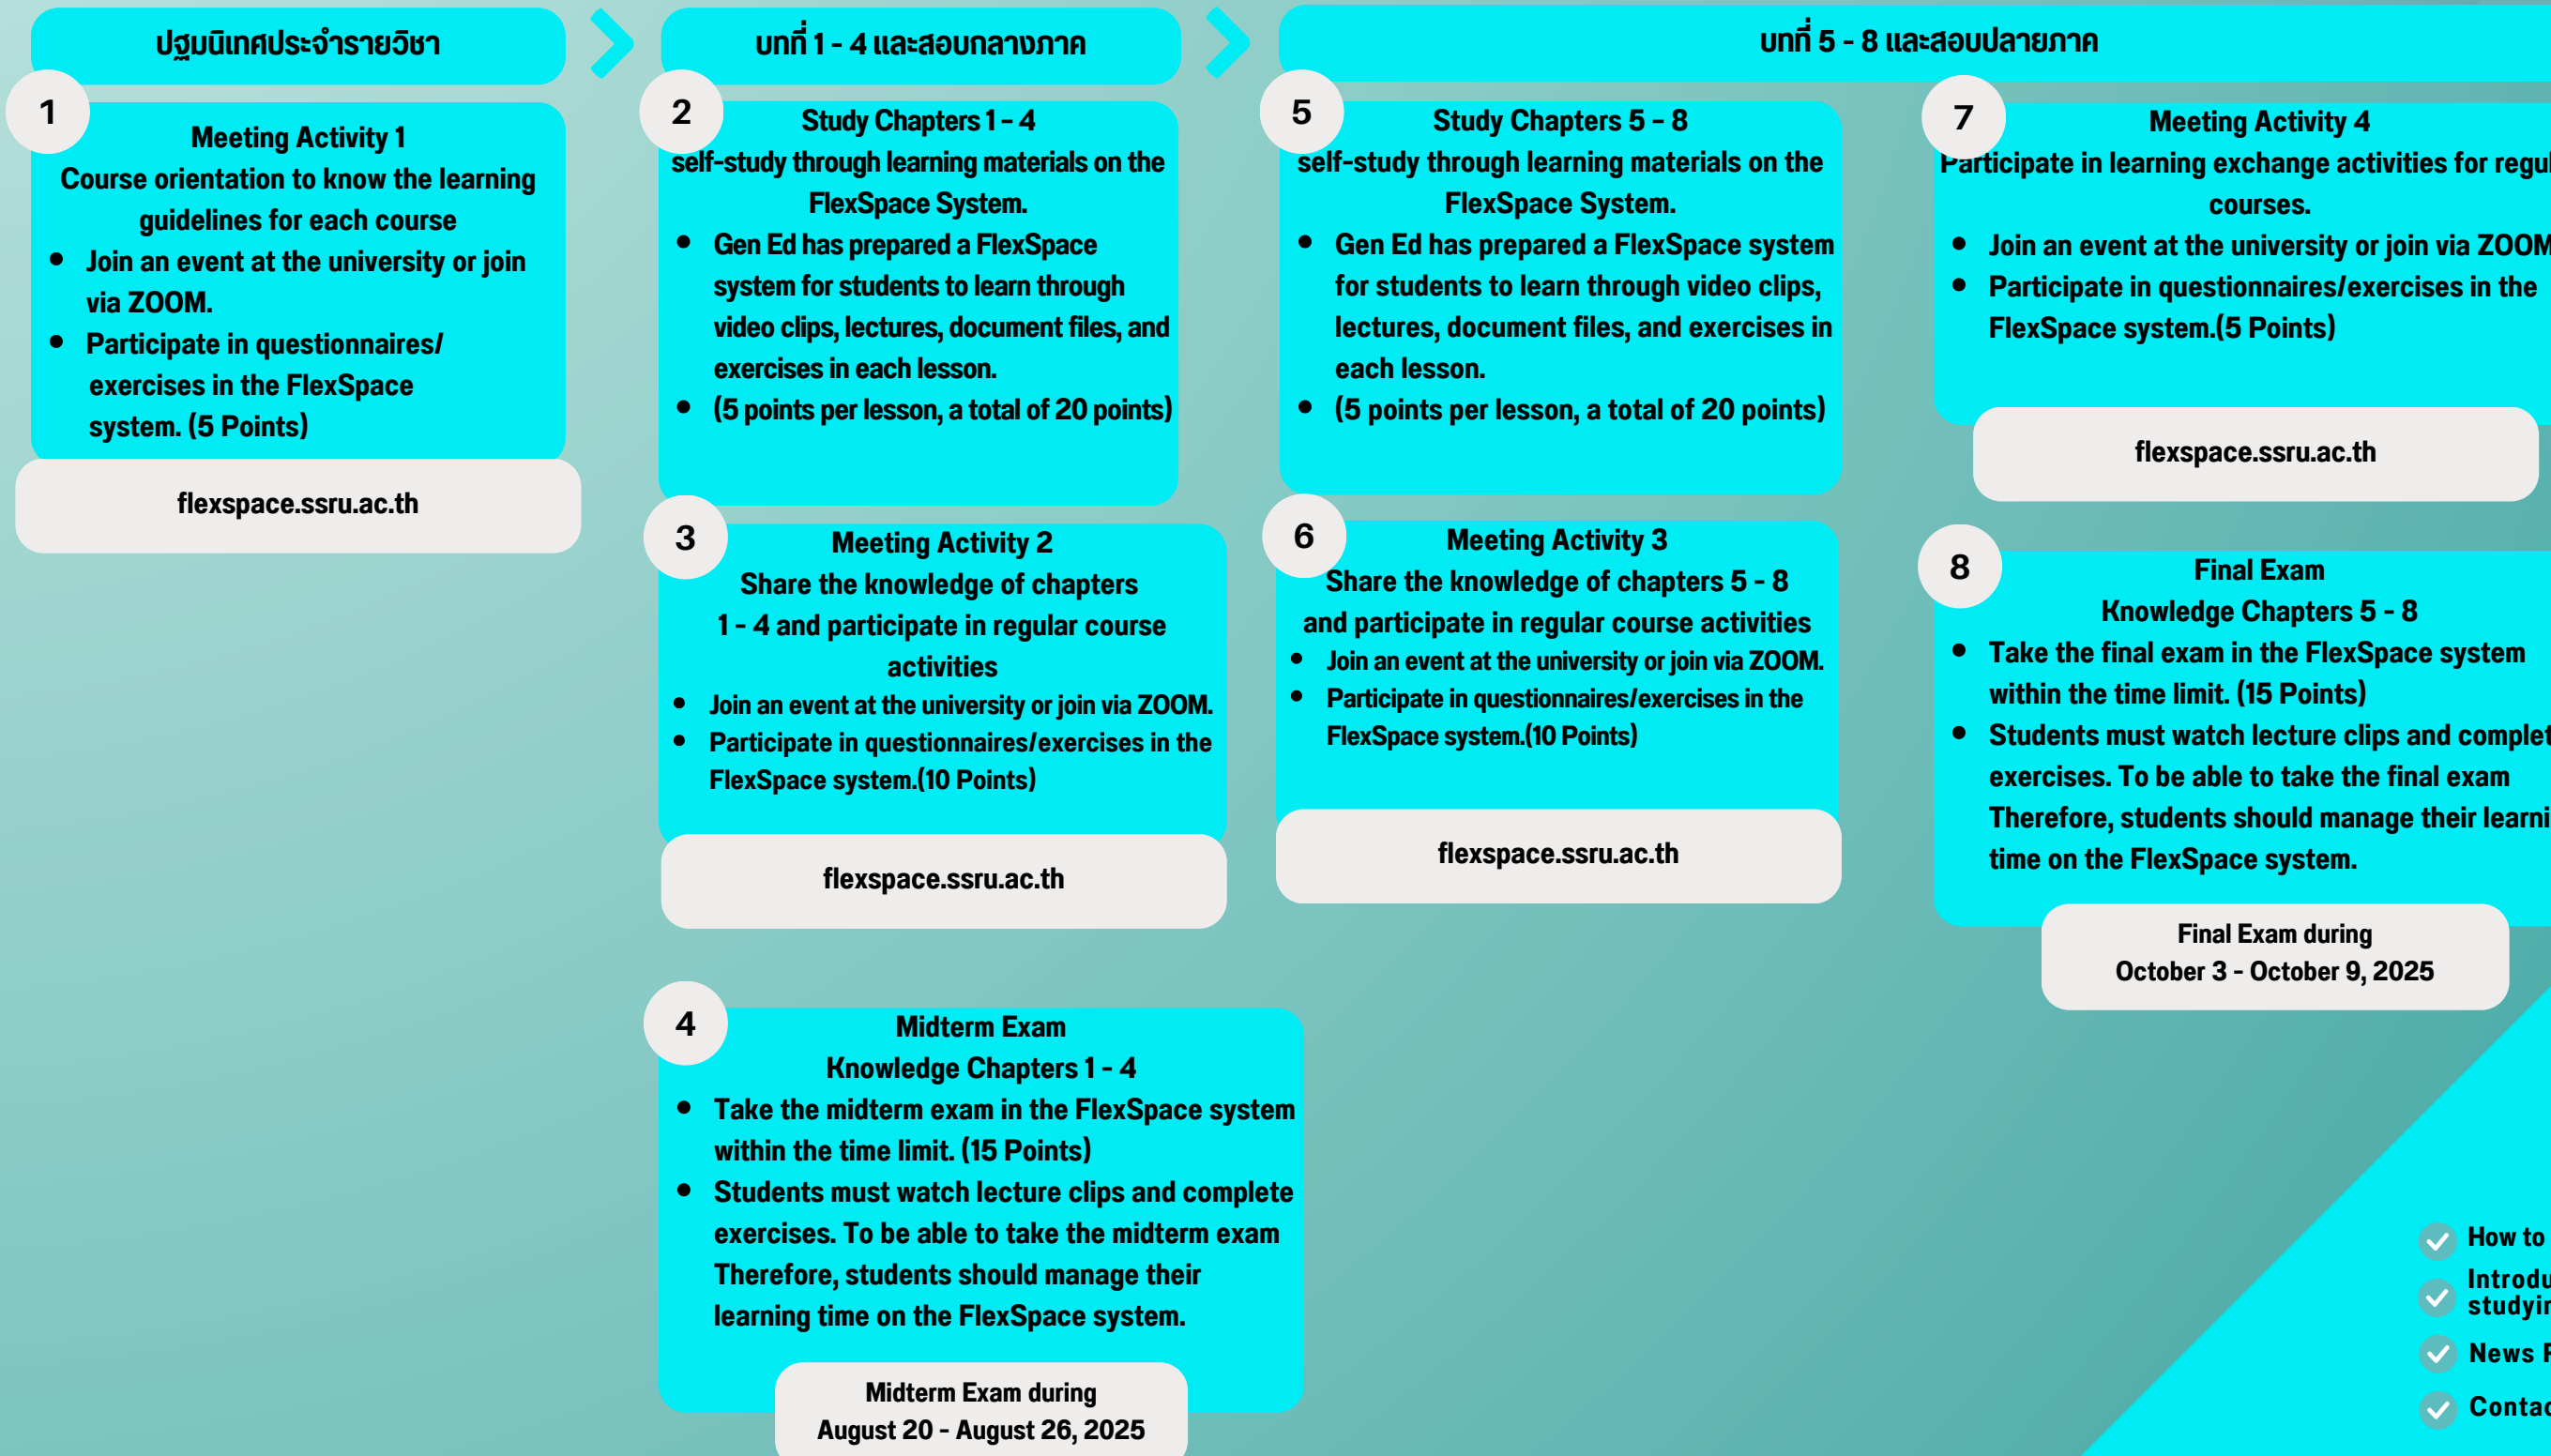 ปฐมนิเทศประจำรายวิชา
1
Meeting Activity 1
Course orientation to know the learning
guidelines for each course
• Join an event at the university or join
via ZOOM.
• Participate in questionnaires/
exercises in the FlexSpace
system. (5 Points)
flexspace.ssru.ac.th
บทที่ 1 - 4 และสอบกลางภาค
2
Study Chapters 1 - 4
self-study through learning materials on the
FlexSpace System.
• Gen Ed has prepared a FlexSpace
system for students to learn through
video clips, lectures, document files, and
exercises in each lesson.
• (5 points per lesson, a total of 20 points)
3
Meeting Activity 2
Share the knowledge of chapters
1 - 4 and participate in regular course
activities
• Join an event at the university or join via ZOOM.
• Participate in questionnaires/exercises in the
FlexSpace system.(10 Points)
flexspace.ssru.ac.th
4
Midterm Exam
Knowledge Chapters 1 - 4
• Take the midterm exam in the FlexSpace system
within the time limit. (15 Points)
• Students must watch lecture clips and complete
exercises. To be able to take the midterm exam
Therefore, students should manage their
learning time on the FlexSpace system.
Midterm Exam during
August 20 - August 26, 2025
บทที่ 5 - 8 และสอบปลายภาค
5
Study Chapters 5 - 8
self-study through learning materials on the
FlexSpace System.
• Gen Ed has prepared a FlexSpace system
for students to learn through video clips,
lectures, document files, and exercises in
each lesson.
• (5 points per lesson, a total of 20 points)
6
Meeting Activity 3
Share the knowledge of chapters 5 - 8
and participate in regular course activities
• Join an event at the university or join via ZOOM.
• Participate in questionnaires/exercises in the
FlexSpace system.(10 Points)
flexspace.ssru.ac.th
7
Meeting Activity 4
Participate in learning exchange activities for
courses.
• Join an event at the university or join via ZOOM
• Participate in questionnaires/exercises in the
FlexSpace system.(5 Points)
flexspace.ssru.ac.th
8
Final Exam
Knowledge Chapters 5 - 8
• Take the final exam in the FlexSpace system
within the time limit. (15 Points)
• Students must watch lecture clips and
exercises. To be able to take the final exam
Therefore, students should manage their
time on the FlexSpace system.
Final Exam during
October 3 - October 9, 2025
How to
News